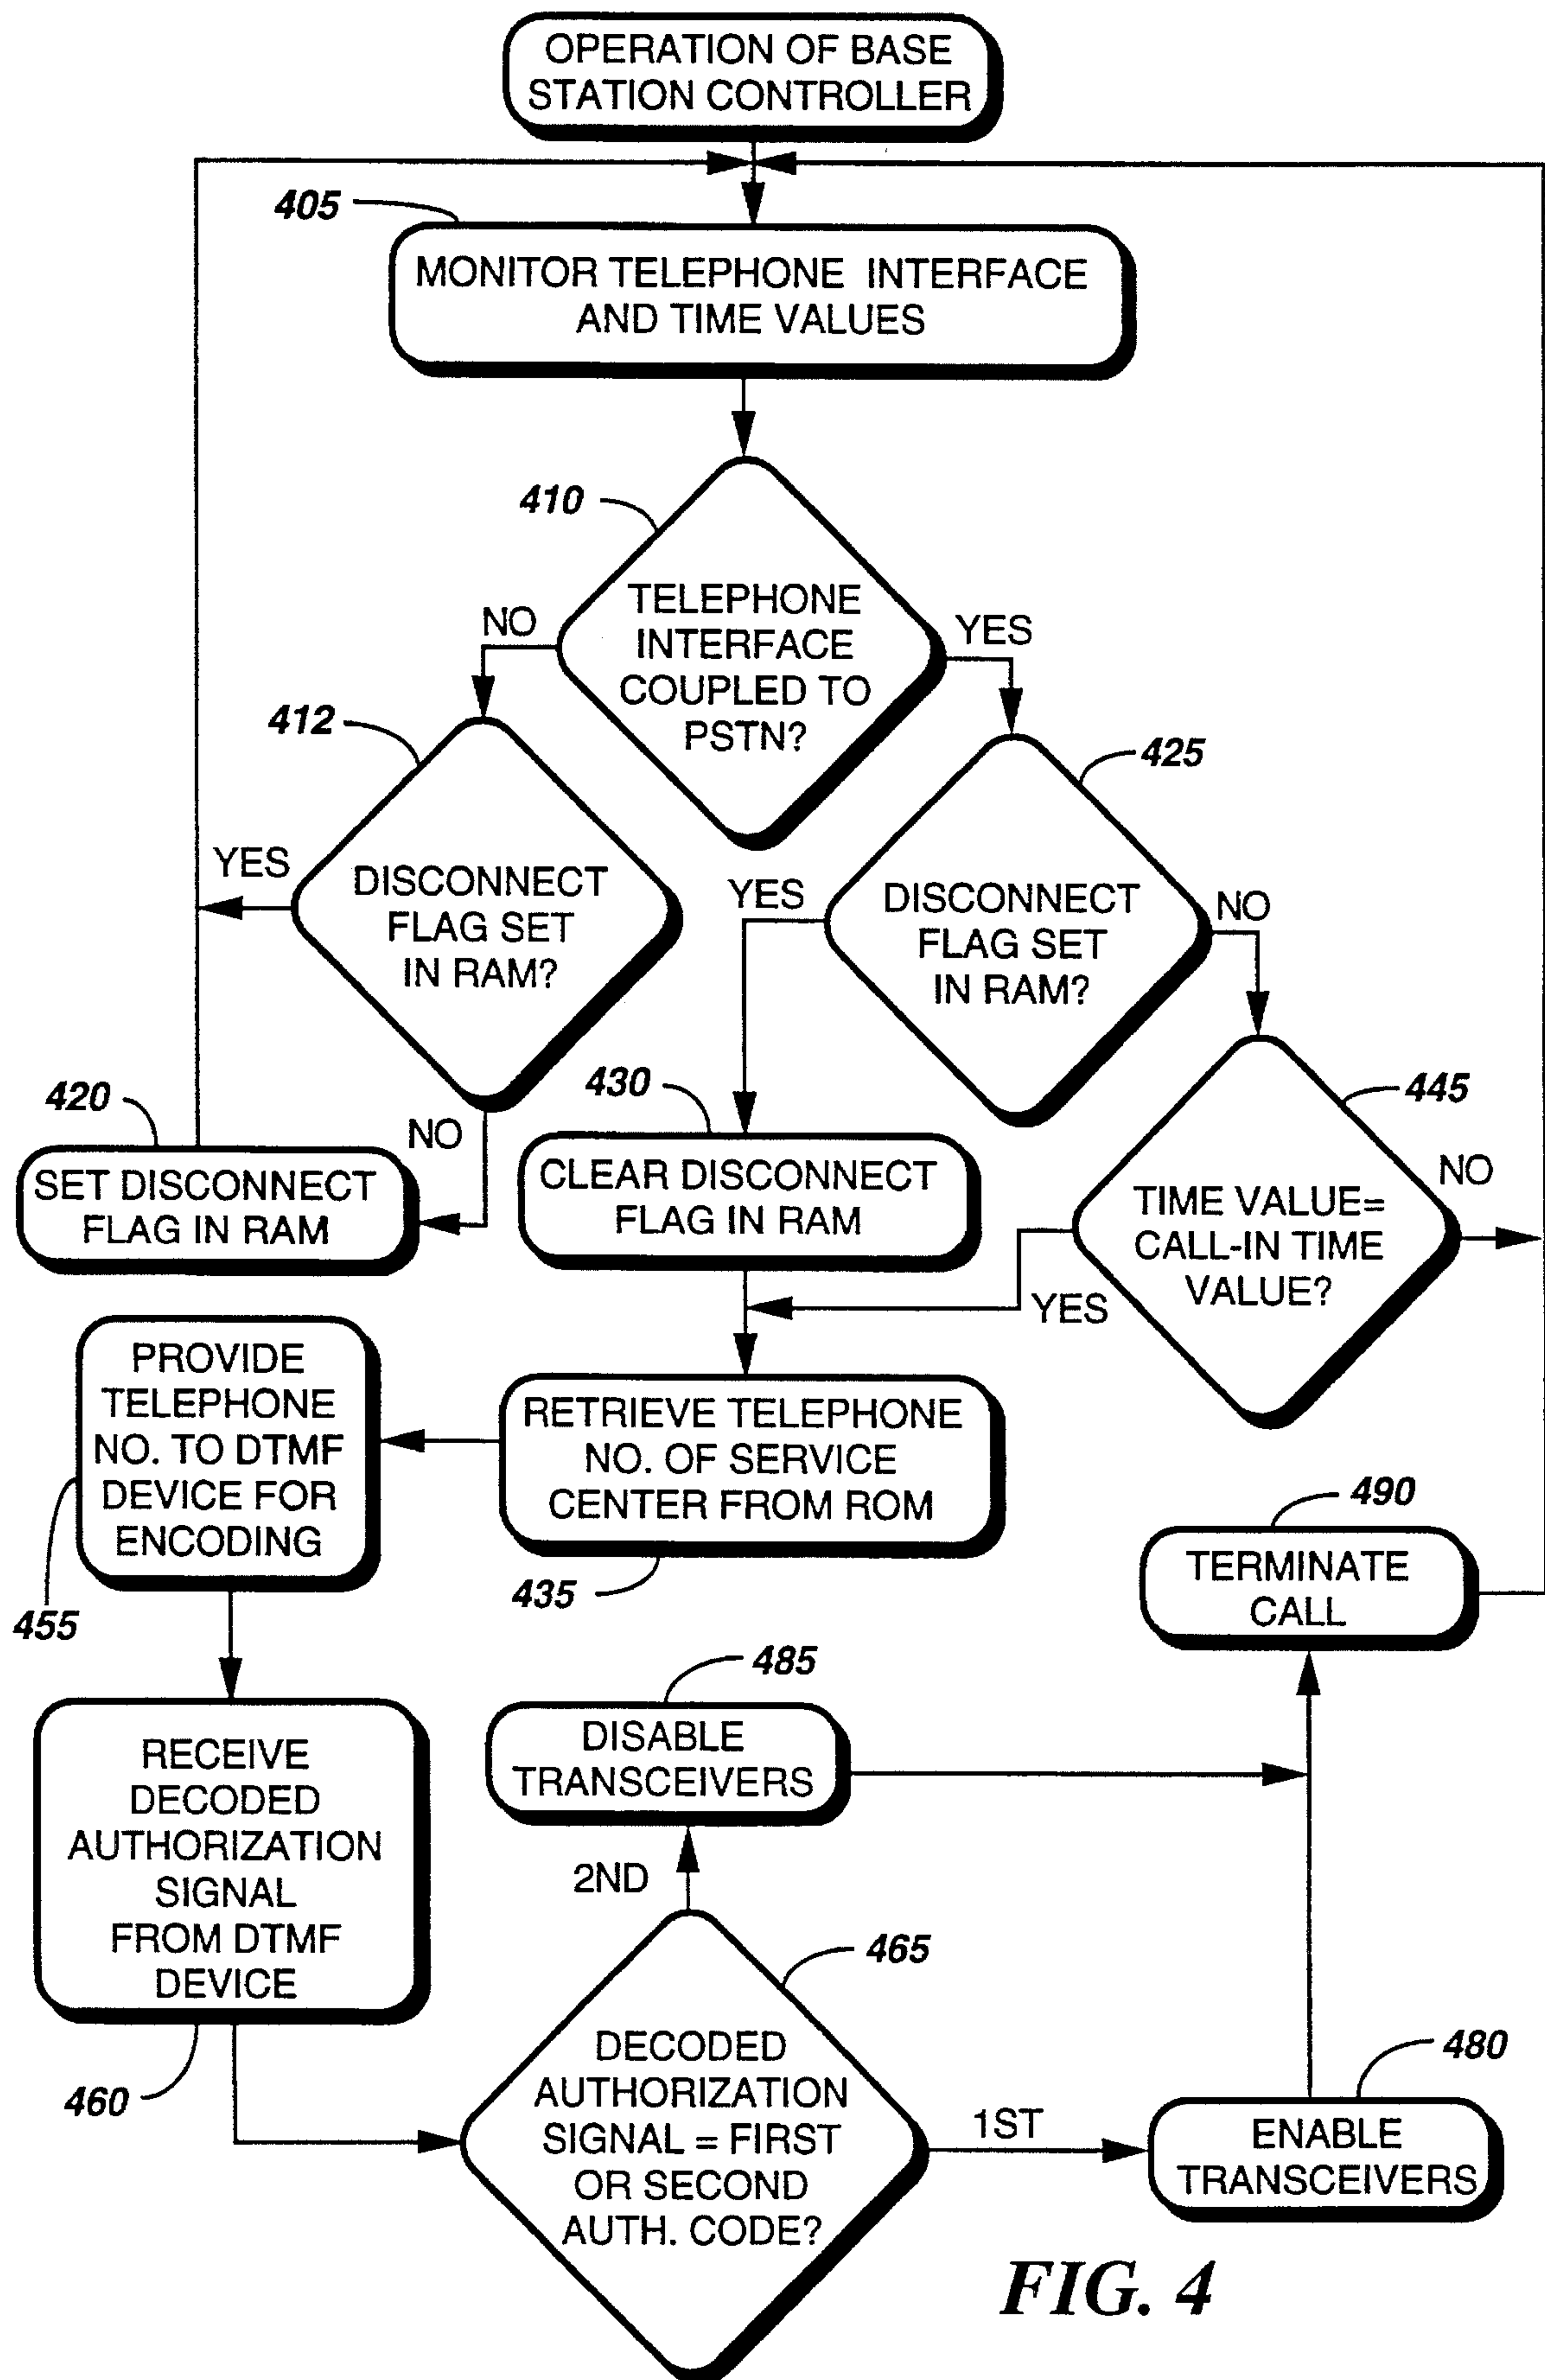 OPERATION OF BASE
STATION CONTROLLER
405
MONITOR TELEPHONE INTERFACE
AND TIME VALUES
410
TELEPHONE
INTERFACE
COUPLED TO
PSTN?
NO
YES
412
DISCONNECT
FLAG SET
IN RAM?
YES
NO
425
DISCONNECT
FLAG SET
IN RAM?
YES
NO
420
SET DISCONNECT
FLAG IN RAM
430
CLEAR DISCONNECT
FLAG IN RAM
445
TIME VALUE=
CALL-IN TIME
VALUE?
NO
YES
RETRIEVE TELEPHONE
NO. OF SERVICE
CENTER FROM ROM
435
PROVIDE
TELEPHONE
NO. TO DTMF
DEVICE FOR
ENCODING
455
RECEIVE
DECODED
AUTHORIZATION
SIGNAL
FROM DTMF
DEVICE
460
DECODED
AUTHORIZATION
SIGNAL = FIRST
OR SECOND
AUTH. CODE?
465
2ND
1ST
485
DISABLE
TRANSCEIVERS
480
ENABLE
TRANSCEIVERS
490
TERMINATE
CALL
FIG. 4